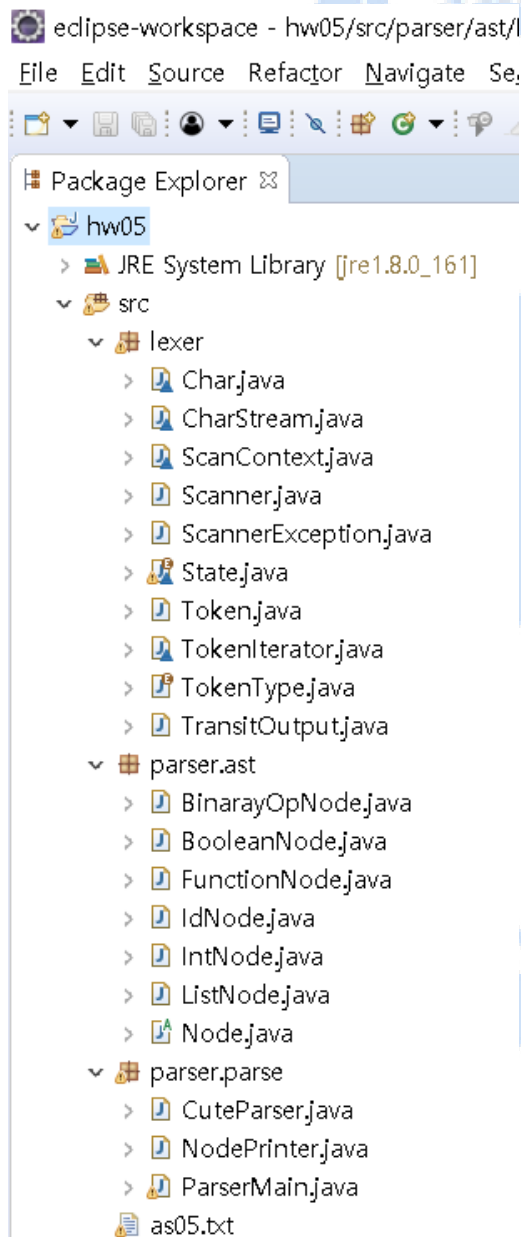 eclipse-workspace - hw05/src/parser/ast/
File Edit Source Refactor Navigate Se
Package Explorer
hw05
JRE System Library [jre1.8.0_161]
src
lexer
Char.java
CharStream.java
ScanContext.java
Scanner.java
ScannerException.java
State.java
Token.java
TokenIterator.java
TokenType.java
TransitOutput.java
parser.ast
BinarayOpNode.java
BooleanNode.java
FunctionNode.java
IdNode.java
IntNode.java
ListNode.java
Node.java
parser.parse
CuteParser.java
NodePrinter.java
ParserMain.java
as05.txt